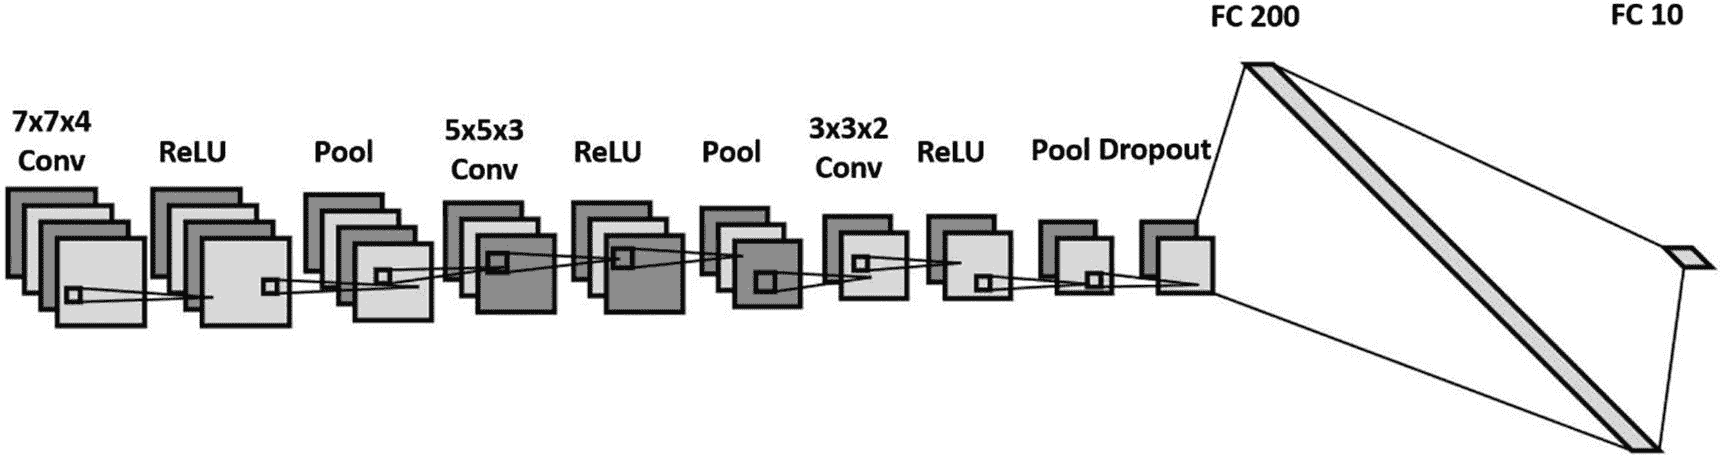 FC 200
FC 10
7x7x4
Conv
ReLU
Pool
5x5x3
Conv
ReLU
Pool
3x3x2
Conv
ReLU
Pool Dropout